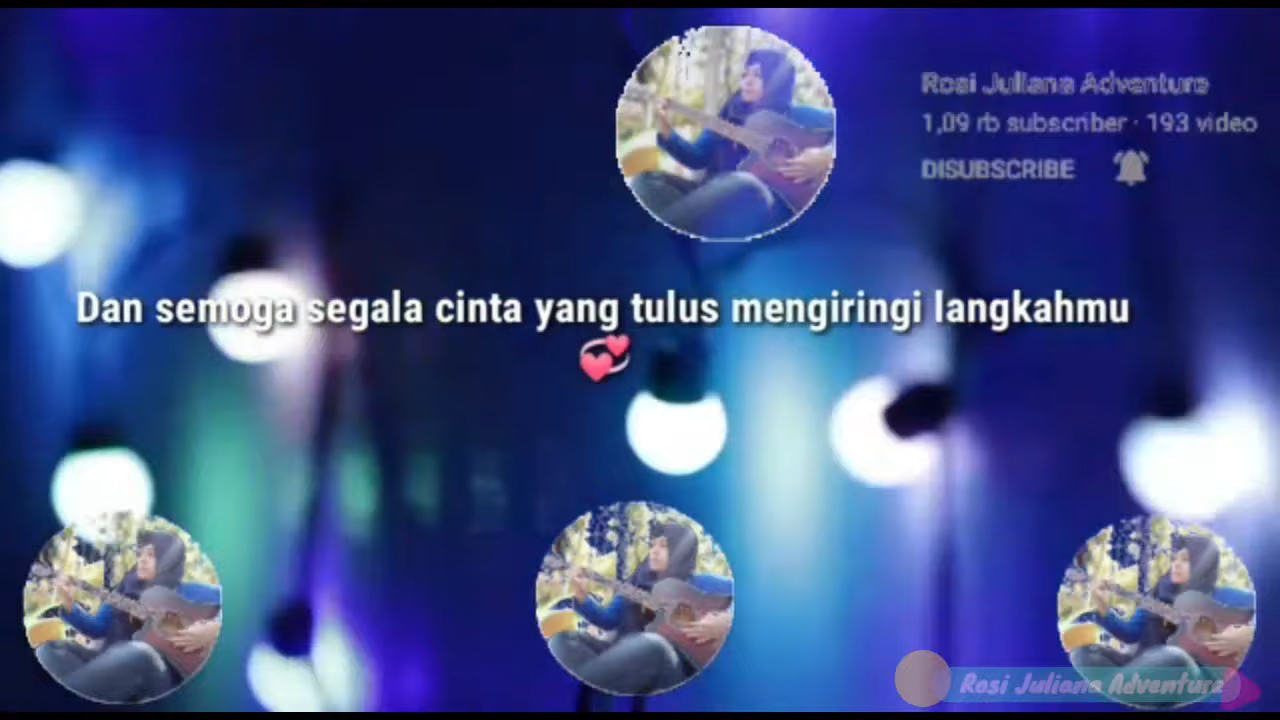 Rosi Juliana Adventure
1,09 rb subscriber · 193 video
DISUBSCRIBE
Dan semoga segala cinta yang tulus mengiringi langkahmu
Rosi Juliana Adventure